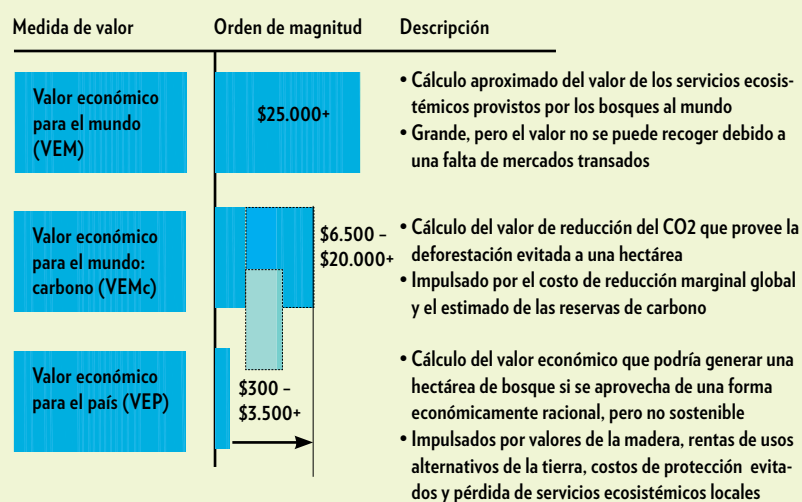 Medida de valor
Orden de magnitud
Descripción
Valor económico
para el mundo
(VEM)
$25.000+
• Cálculo aproximado del valor de los servicios ecosis-
témicos provistos por los bosques al mundo
• Grande, pero el valor no se puede recoger debido a
una falta de mercados transados
Valor económico
para el mundo:
carbono (VEMc)
$6.500 –
$20.000+
• Cálculo del valor de reducción del CO2 que provee la
deforestación evitada a una hectárea
• Impulsado por el costo de reducción marginal global
y el estimado de las reservas de carbono
Valor económico
para el país (VEP)
$300 –
$3.500+
• Cálculo del valor económico que podría generar una
hectárea de bosque si se aprovecha de una forma
económicamente racional, pero no sostenible
• Impulsados por valores de la madera, rentas de usos
alternativos de la tierra, costos de protección evita-
dos y pérdida de servicios ecosistémicos locales